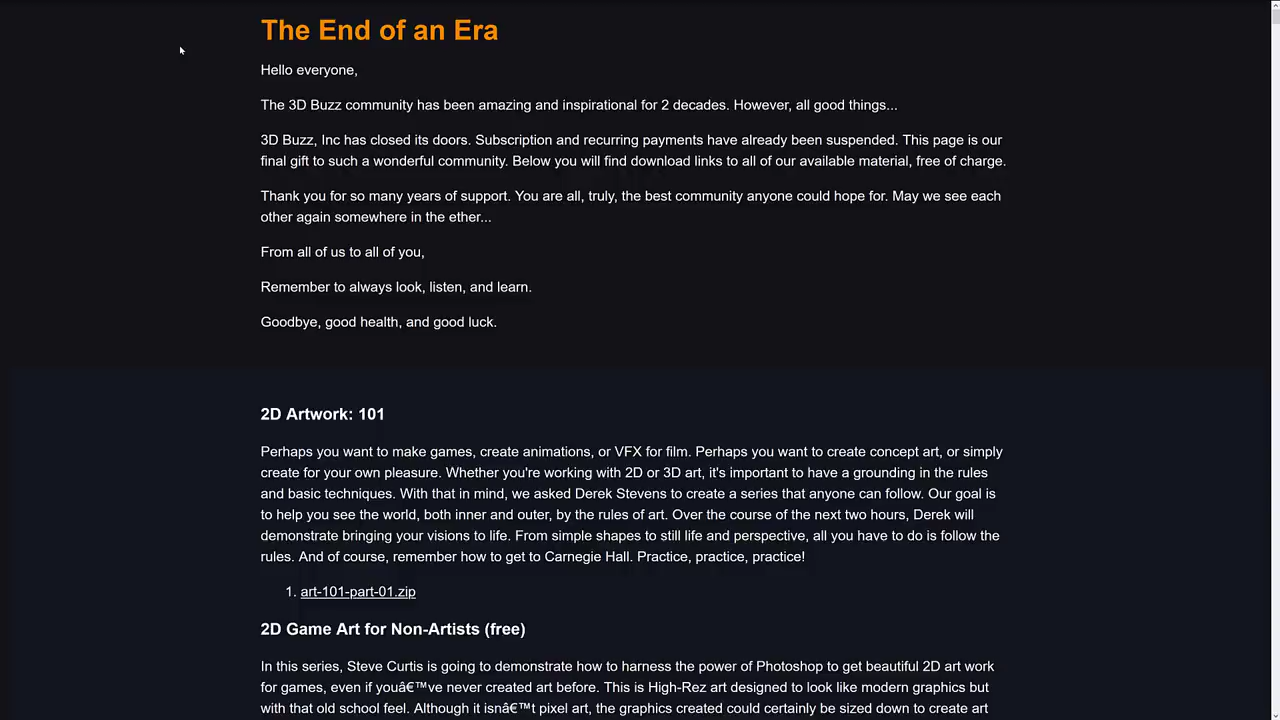 The End of an Era
Hello everyone,
The 3D Buzz community has been amazing and inspirational for 2 decades. However, all good things...
3D Buzz, Inc has closed its doors. Subscription and recurring payments have already been suspended. This page is our
final gift to such a wonderful community. Below you will find download links to all of our available material, free of charge.
Thank you for so many years of support. You are all, truly, the best community anyone could hope for. May we see each
other again somewhere in the ether...
From all of us to all of you,
Remember to always look, listen, and learn.
Goodbye, good health, and good luck.
2D Artwork: 101
Perhaps you want to make games, create animations, or VFX for film. Perhaps you want to create concept art, or simply
create for your own pleasure. Whether you're working with 2D or 3D art, it's important to have a grounding in the rules
and basic techniques. With that in mind, we asked Derek Stevens to create a series that anyone can follow. Our goal is
to help you see the world, both inner and outer, by the rules of art. Over the course of the next two hours, Derek will
demonstrate bringing your visions to life. From simple shapes to still life and perspective, all you have to do is follow the
rules. And of course, remember how to get to Carnegie Hall. Practice, practice, practice!
1. art-101-part-01.zip
2D Game Art for Non-Artists (free)
In this series, Steve Curtis is going to demonstrate how to harness the power of Photoshop to get beautiful 2D art work
for games, even if youâ€™ve never created art before. This is High-Rez art designed to look like modern graphics but
with that old school feel. Although it isnâ€™t pixel art, the graphics created could certainly be sized down to create art